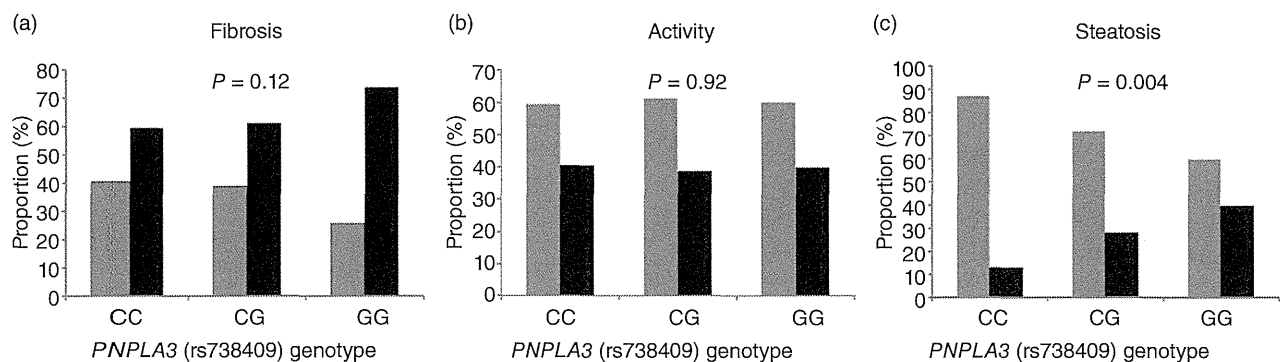 (a)
Fibrosis
P = 0.12
Proportion (%)
80
70
60
50
40
30
20
10
0
CC
CG
GG
PNPLA3 (rs738409) genotype
(b)
Activity
P = 0.92
Proportion (%)
70
60
50
40
30
20
10
0
CC
CG
GG
PNPLA3 (rs738409) genotype
(c)
Steatosis
P = 0.004
Proportion (%)
100
90
80
70
60
50
40
30
20
10
0
CC
CG
GG
PNPLA3 (rs738409) genotype